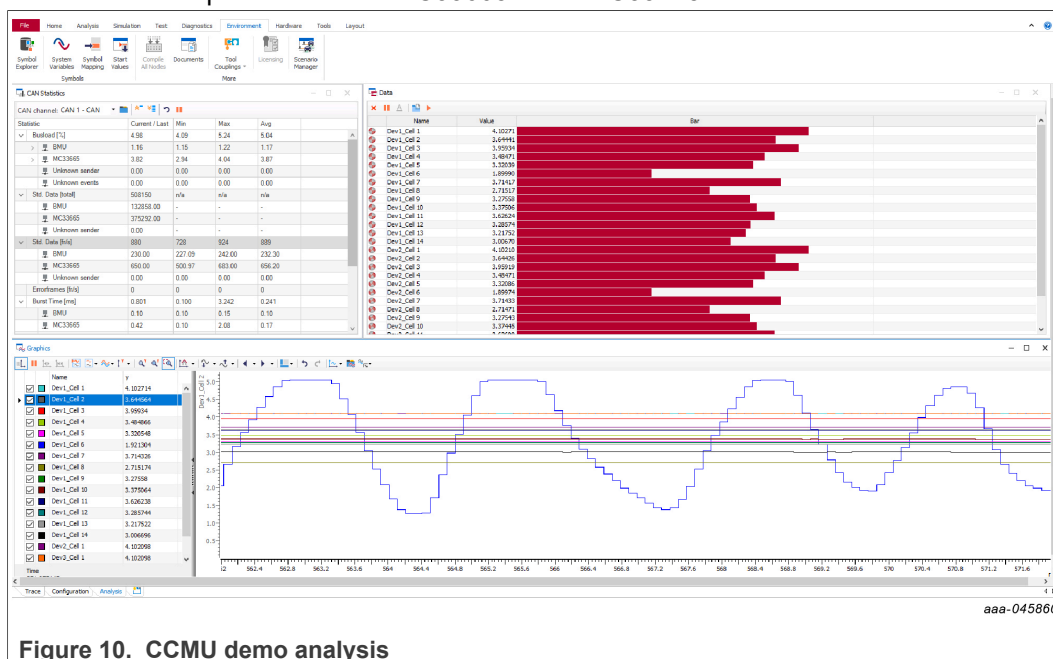 File Home Analysis Simulation Test Diagnostics Environment Hardware Tools Layout
Symbol Explorer System Variables Symbol Mapping Start Values Compile All Nodes Documents Tool Couplings Licensing Scenario Manager
Symbols More
CAN Statistics
CAN channel: CAN 1 - CAN
Statistic Current / Last Min Max Avg
Busload [%] 4.98 4.09 5.24 5.04
BMU 1.16 1.15 1.22 1.17
MC33665 3.82 2.94 4.04 3.87
Unknown sender 0.00 0.00 0.00 0.00
Unknown events 0.00 0.00 0.00 0.00
Std. Data [total] 508150 n/a n/a n/a
BMU 132858.00 - - -
MC33665 375292.00 - - -
Unknown sender 0.00 - - -
Std. Data [fr/s] 880 728 924 889
BMU 230.00 227.09 242.00 232.30
MC33665 650.00 500.97 683.00 656.20
Unknown sender 0.00 0.00 0.00 0.00
Errorframes [fr/s] 0 0 0 0
Burst Time [ms] 0.801 0.100 3.242 0.241
BMU 0.10 0.10 0.15 0.10
MC33665 0.42 0.10 2.08 0.17
Data
Name Value Bar
Dev1_Cell 1 4.10271
Dev1_Cell 2 3.64441
Dev1_Cell 3 3.95934
Dev1_Cell 4 3.48471
Dev1_Cell 5 3.32039
Dev1_Cell 6 1.89990
Dev1_Cell 7 3.71417
Dev1_Cell 8 2.71517
Dev1_Cell 9 3.27558
Dev1_Cell 10 3.37506
Dev1_Cell 11 3.62624
Dev1_Cell 12 3.28574
Dev1_Cell 13 3.21752
Dev1_Cell 14 3.00670
Dev2_Cell 1 4.10210
Dev2_Cell 2 3.64426
Dev2_Cell 3 3.95919
Dev2_Cell 4 3.48471
Dev2_Cell 5 3.32086
Dev2_Cell 6 1.89974
Dev2_Cell 7 3.71433
Dev2_Cell 8 2.71471
Dev2_Cell 9 3.27543
Dev2_Cell 10 3.37448
Graphics
Name y
Dev1_Cell 1 4.102714
Dev1_Cell 2 3.644564
Dev1_Cell 3 3.95934
Dev1_Cell 4 3.484866
Dev1_Cell 5 3.320548
Dev1_Cell 6 1.921304
Dev1_Cell 7 3.714326
Dev1_Cell 8 2.715174
Dev1_Cell 9 3.27558
Dev1_Cell 10 3.375064
Dev1_Cell 11 3.626238
Dev1_Cell 12 3.285744
Dev1_Cell 13 3.217522
Dev1_Cell 14 3.006696
Dev2_Cell 1 4.102098
Dev3_Cell 1 4.102098
Time
Dev1_Cell 2
5.0
4.5
4.0
3.5
3.0
2.5
2.0
1.5
1.0
0.5
i2 562.4 562.8 563.2 563.6 564 564.4 564.8 565.2 565.6 566 566.4 566.8 567.2 567.6 568 568.4 568.8 569.2 569.6 570 570.4 570.8 571.2 571.6
Trace Configuration Analysis
aaa-045860
Figure 10. CCMU demo analysis